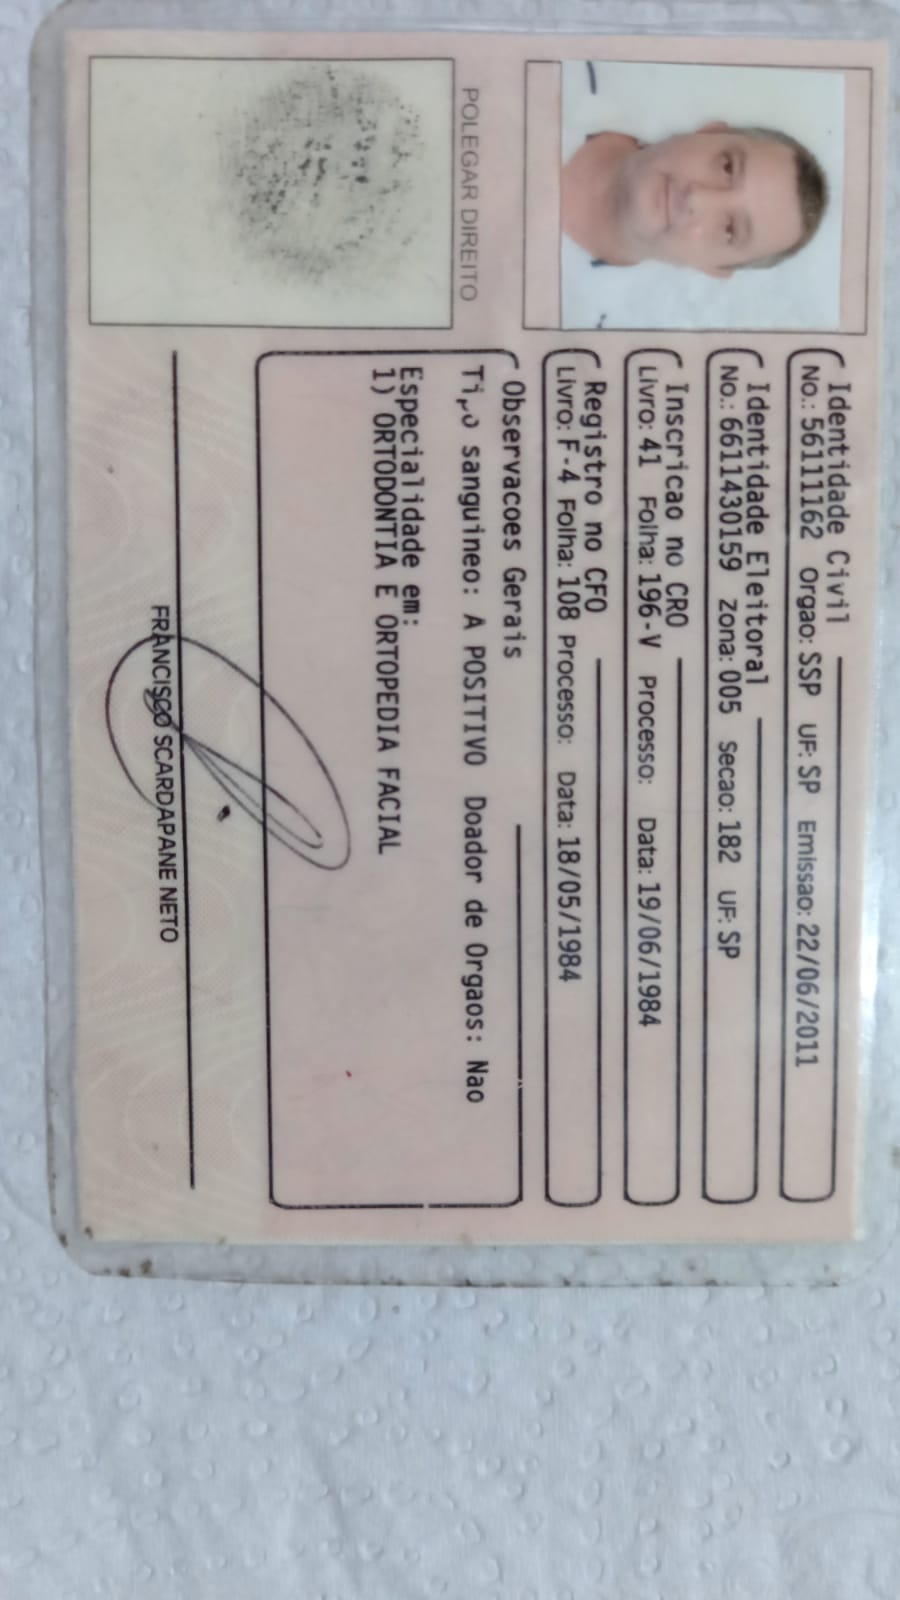 Identidade Civil
No.: 56111162 Orgao: SSP UF: SP Emissao: 22/06/2011
Identidade Eleitoral
No.: 6611430159 Zona: 005 Secao: 182 UF: SP
Inscricao no CRO
Livro: 41 Folha: 196-V Processo: Data: 19/06/1984
Registro no CFO
Livro: F-4 Folha: 108 Processo: Data: 18/05/1984
POLEGAR DIREITO
Observacoes Gerais
Tipo sanguineo: A POSITIVO Doador de Orgaos: Nao
Especialidade em:
1) ORTODONTIA E ORTOPEDIA FACIAL
FRANCISCO SCARDAPANE NETO